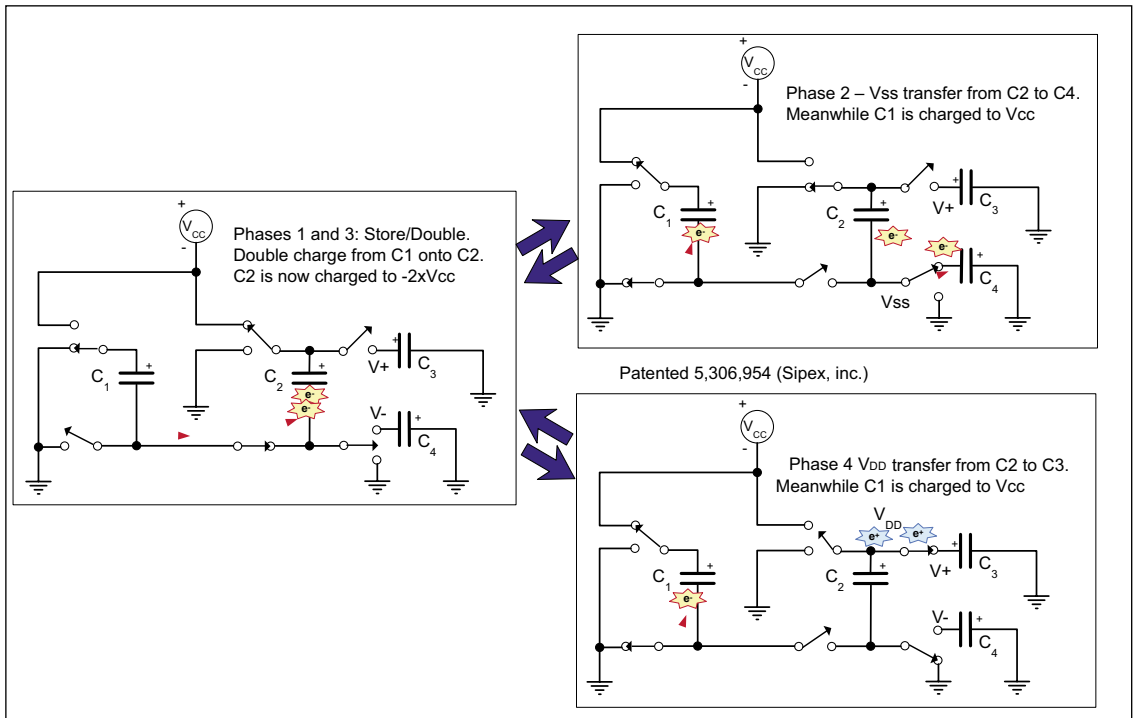 +
VCC
-
Phases 1 and 3: Store/Double.
Double charge from C1 onto C2.
C2 is now charged to -2xVcc
C1
+
C2
+
e-
e-
V+
+
C3
V-
+
C4
+
VCC
-
Phase 2 – Vss transfer from C2 to C4.
Meanwhile C1 is charged to Vcc
C1
+
e-
C2
+
e-
V+
+
C3
e-
Vss
+
C4
Patented 5,306,954 (Sipex, inc.)
+
VCC
-
Phase 4 VDD transfer from C2 to C3.
Meanwhile C1 is charged to Vcc
VDD
e+
e+
C1
+
e-
C2
+
V+
+
C3
V-
+
C4